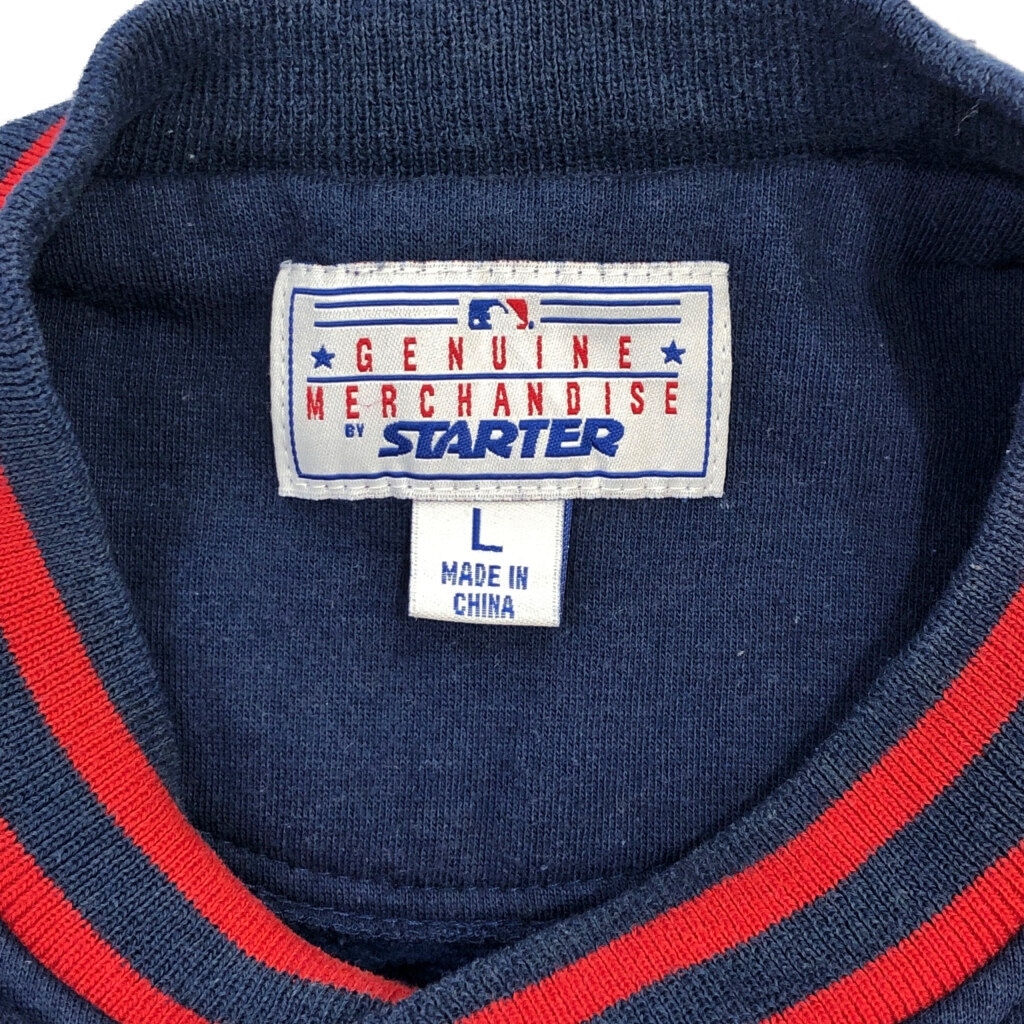 GENUINE
MERCHANDISE
BY STARTER
L
MADE IN
CHINA